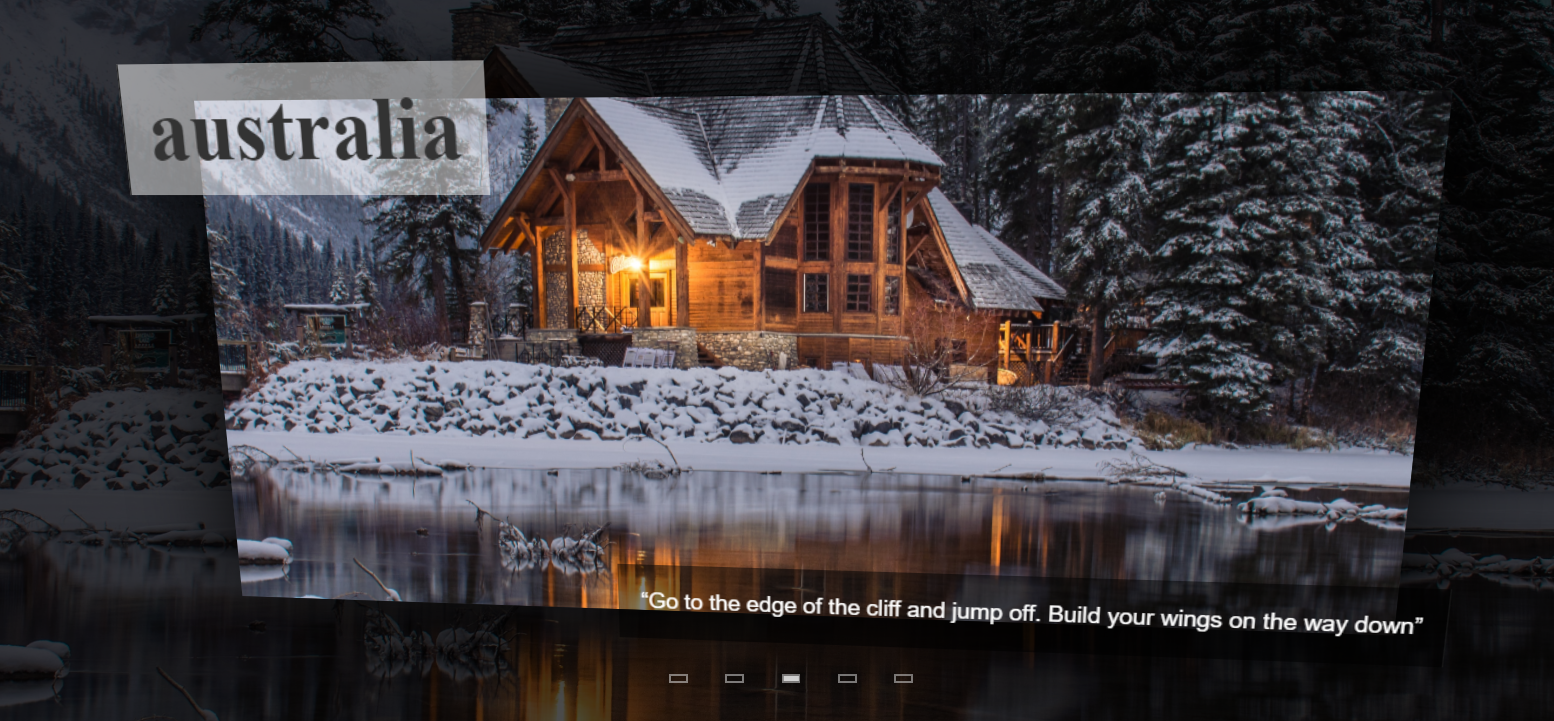 australia
“Go to the edge of the cliff and jump off. Build your wings on the way down”